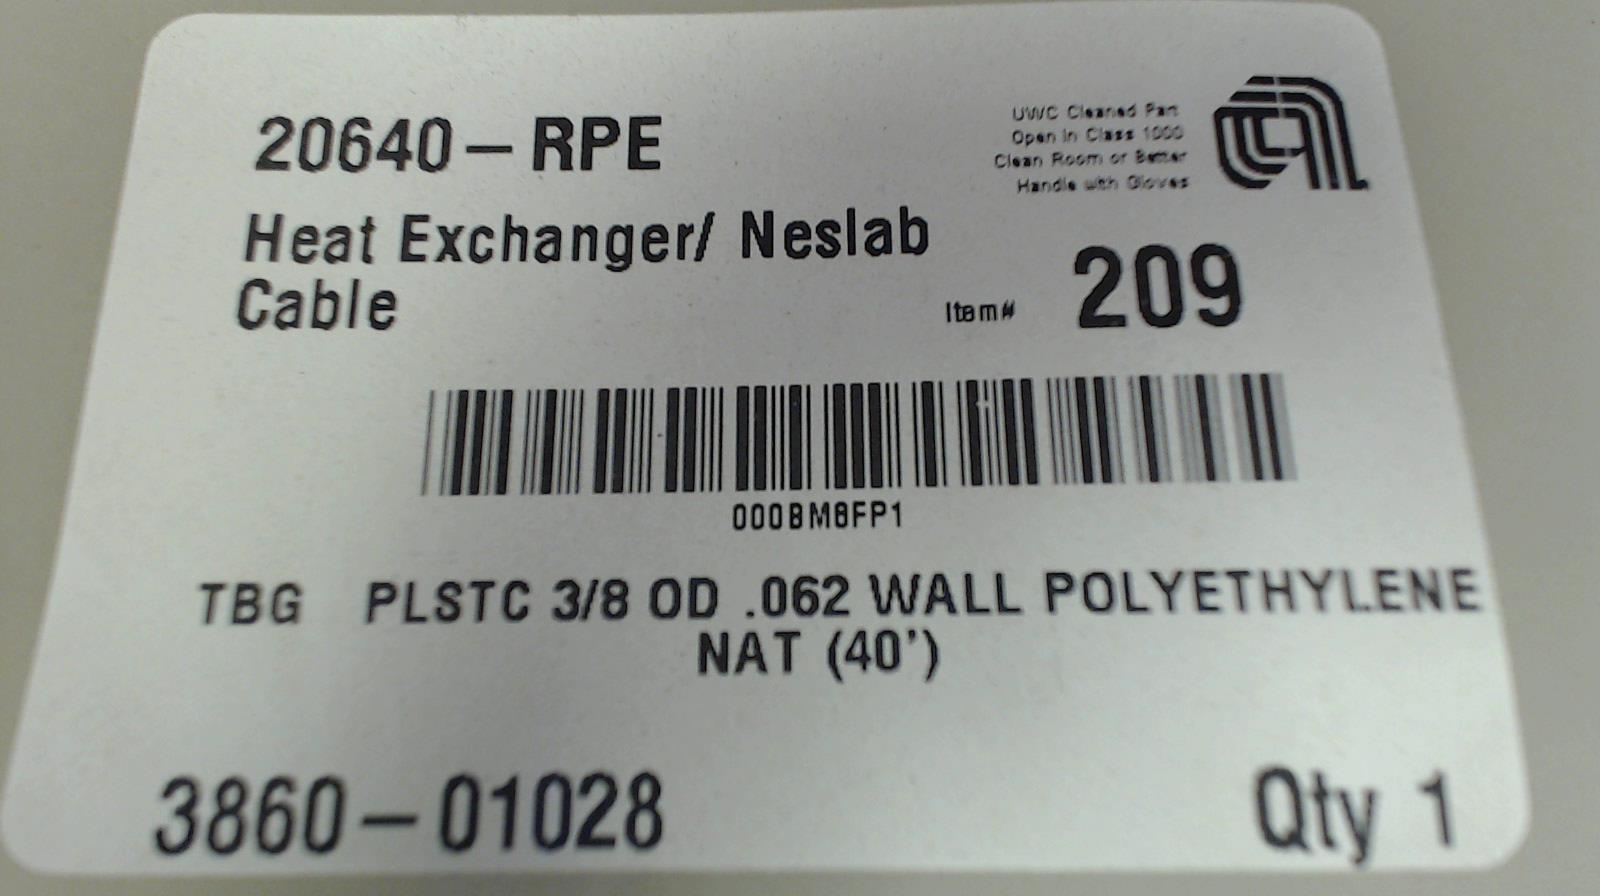 20640-RPE
UWC Cleaned Part
Open in Class 1000
Clean Room or Better
Handle with Gloves
Heat Exchanger/ Neslab
Cable
Item# 209
000BM8FP1
TBG PLSTC 3/8 OD .062 WALL POLYETHYLENE
NAT (40')
3860-01028
Qty 1